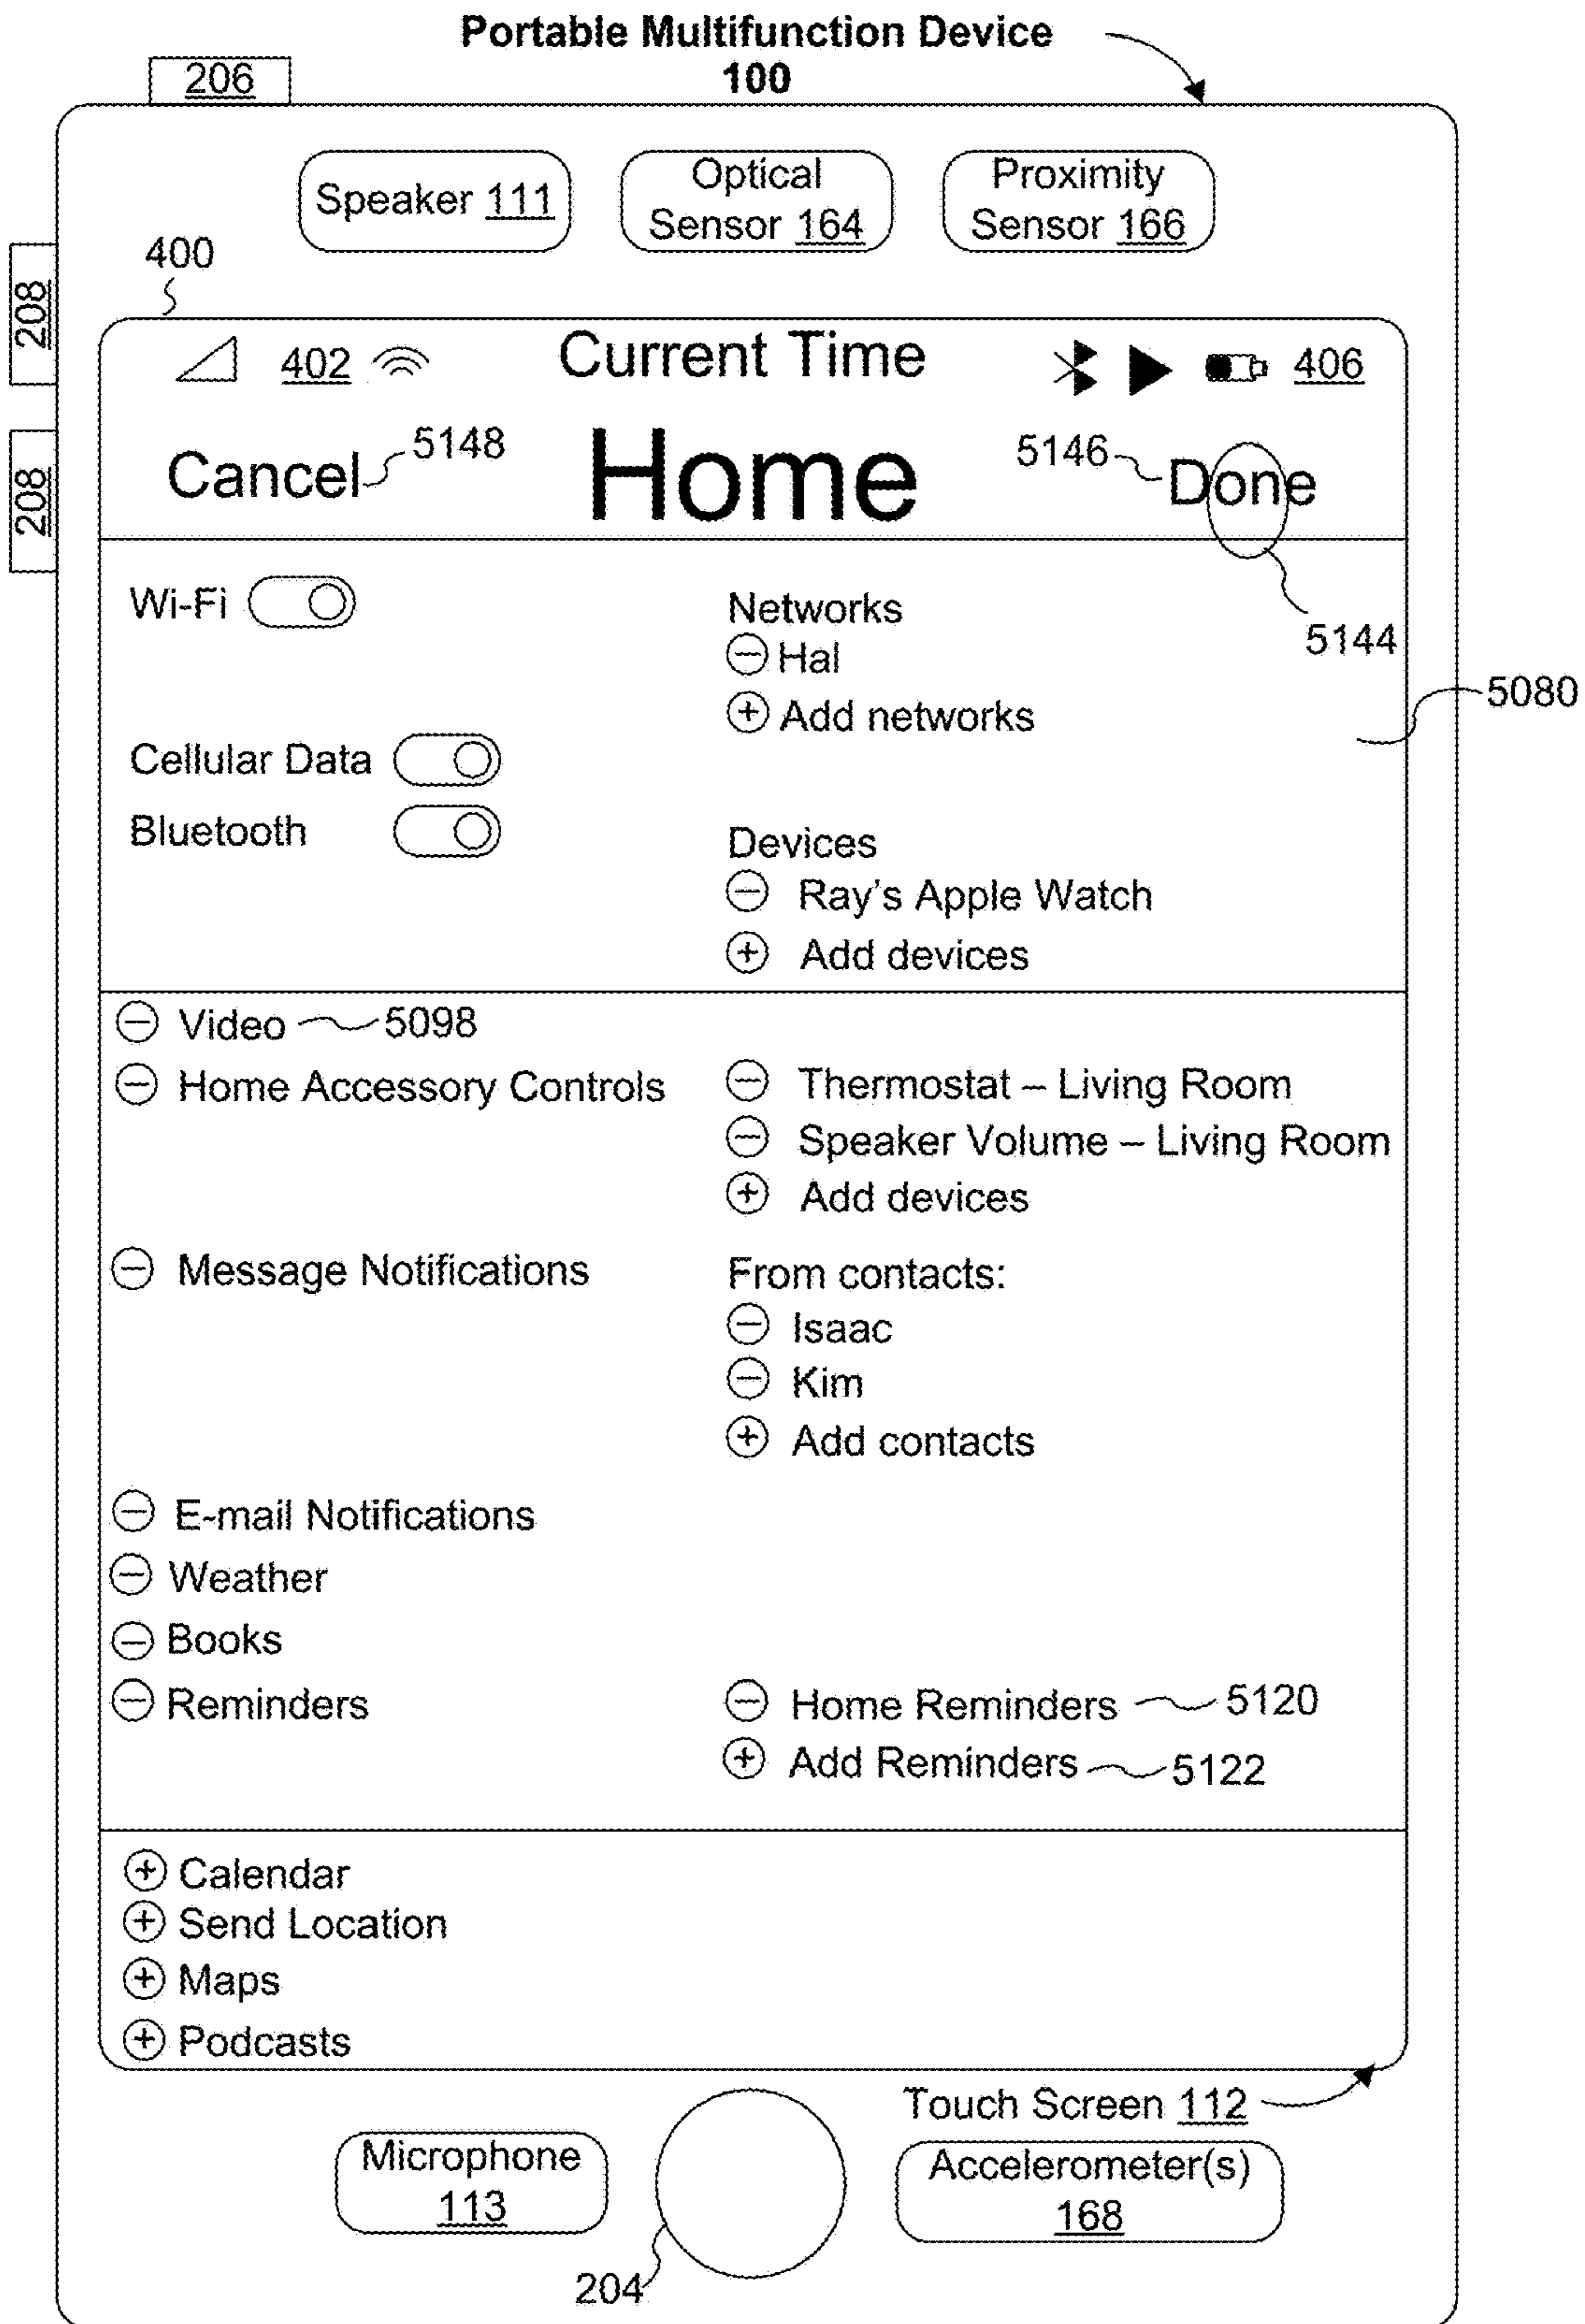 Portable Multifunction Device
100
206
Speaker 111
Optical
Sensor 164
Proximity
Sensor 166
208
208
400
402
Current Time
406
Cancel
5148
Home
5146
Done
5144
5080
Wi-Fi
Networks
Hal
Add networks
Cellular Data
Bluetooth
Devices
Ray's Apple Watch
Add devices
Video
5098
Home Accessory Controls
Thermostat – Living Room
Speaker Volume – Living Room
Add devices
Message Notifications
From contacts:
Isaac
Kim
Add contacts
E-mail Notifications
Weather
Books
Reminders
Home Reminders
5120
Add Reminders
5122
Calendar
Send Location
Maps
Podcasts
Touch Screen 112
Microphone
113
Accelerometer(s)
168
204